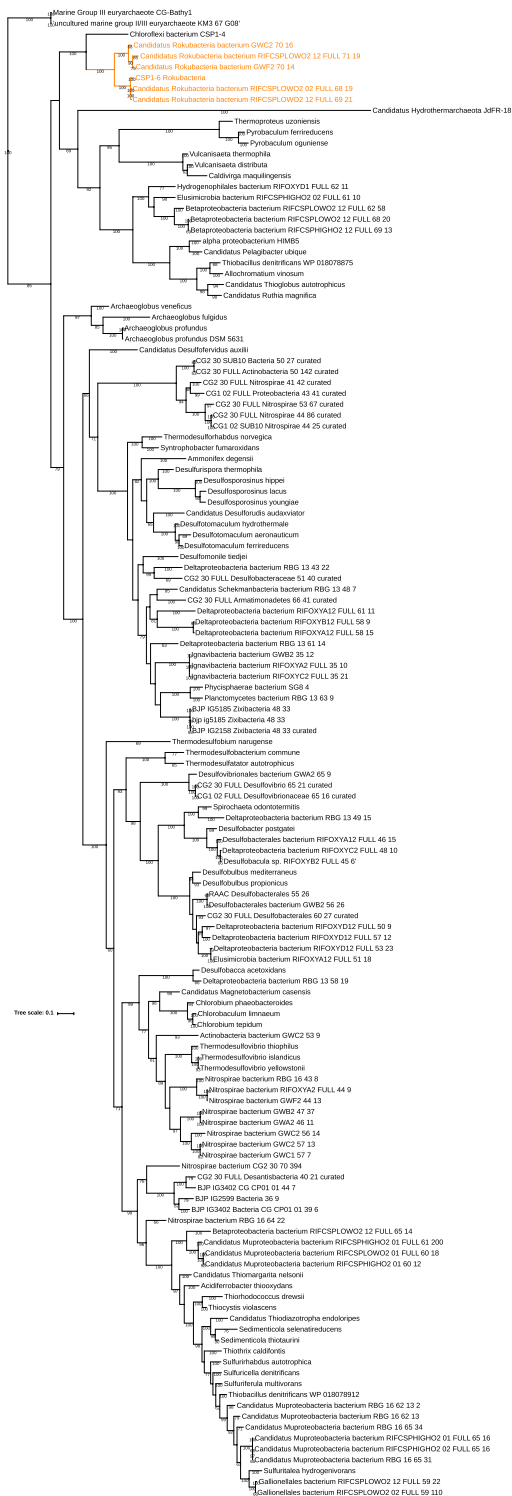 Marine Group III euryarchaeote CG-Bathy1
uncultured marine group II/III euryarchaeote KM3 67 G08'
Chloroflexi bacterium CSP1-4
Candidatus Rokubacteria bacterium GWC2 70 16
Candidatus Rokubacteria bacterium RIFCSPLOWO2 12 FULL 71 19
Candidatus Rokubacteria bacterium GWF2 70 14
CSP1-6 Rokubacteria
Candidatus Rokubacteria bacterium RIFCSPLOWO2 02 FULL 68 19
Candidatus Rokubacteria bacterium RIFCSPLOWO2 12 FULL 69 21
Candidatus Hydrothermarchaeota JdFR-18
Thermoproteus uzoniensis
Pyrobaculum ferrireducens
Pyrobaculum oguniense
Vulcanisaeta thermophila
Vulcanisaeta distributa
Caldivirga maquilingensis
Hydrogenophilales bacterium RIFOXYD1 FULL 62 11
Elusimicrobia bacterium RIFCSPHIGHO2 02 FULL 61 10
Betaproteobacteria bacterium RIFCSPLOWO2 12 FULL 62 58
Betaproteobacteria bacterium RIFCSPLOWO2 12 FULL 68 20
Betaproteobacteria bacterium RIFCSPHIGHO2 12 FULL 69 13
alpha proteobacterium HIMB5
Candidatus Pelagibacter ubique
Thiobacillus denitrificans WP 018078875
Allochromatium vinosum
Candidatus Thioglobus autotrophicus
Candidatus Ruthia magnifica
Archaeoglobus veneficus
Archaeoglobus fulgidus
Archaeoglobus profundus
Archaeoglobus profundus DSM 5631
Candidatus Desulfofervidus auxilii
CG2 30 SUB10 Bacteria 50 27 curated
CG2 30 FULL Actinobacteria 50 142 curated
CG2 30 FULL Nitrospirae 41 42 curated
CG1 02 FULL Proteobacteria 43 41 curated
CG2 30 FULL Nitrospirae 53 67 curated
CG2 30 FULL Nitrospirae 44 86 curated
CG1 02 SUB10 Nitrospirae 44 25 curated
Thermodesulforhabdus norvegica
Syntrophobacter fumaroxidans
Ammonifex degensii
Desulfurispora thermophila
Desulfosporosinus hippei
Desulfosporosinus lacus
Desulfosporosinus youngiae
Candidatus Desulforudis audaxviator
Desulfotomaculum hydrothermale
Desulfotomaculum aeronauticum
Desulfotomaculum ferrireducens
Desulfomonile tiedjei
Deltaproteobacteria bacterium RBG 13 43 22
CG2 30 FULL Desulfobacteraceae 51 40 curated
Candidatus Schekmanbacteria bacterium RBG 13 48 7
CG2 30 FULL Armatimonadetes 66 41 curated
Deltaproteobacteria bacterium RIFOXYA12 FULL 61 11
Deltaproteobacteria bacterium RIFOXYB12 FULL 58 9
Deltaproteobacteria bacterium RIFOXYA12 FULL 58 15
Deltaproteobacteria bacterium RBG 13 61 14
Ignavibacteria bacterium GWB2 35 12
Ignavibacteria bacterium RIFOXYA2 FULL 35 10
Ignavibacteria bacterium RIFOXYC2 FULL 35 21
Phycisphaerae bacterium SG8 4
Planctomycetes bacterium RBG 13 63 9
BJP IG5185 Zixibacteria 48 33
bjp ig5185 Zixibacteria 48 33
BJP IG2158 Zixibacteria 48 33 curated
Thermodesulfobium narugense
Thermodesulfobacterium commune
Thermodesulfatator autotrophicus
Desulfovibrionales bacterium GWA2 65 9
CG2 30 FULL Desulfovibrio 65 21 curated
CG1 02 FULL Desulfovibrionaceae 65 16 curated
Spirochaeta odontotermitis
Deltaproteobacteria bacterium RBG 13 49 15
Desulfobacter postgatei
Desulfobacterales bacterium RIFOXYA12 FULL 46 15
Deltaproteobacteria bacterium RIFOXYC2 FULL 48 10
Desulfobacula sp. RIFOXYB2 FULL 45 6'
Desulfobulbus mediterraneus
Desulfobulbus propionicus
RAAC Desulfobacterales 55 26
Desulfobacterales bacterium GWB2 56 26
CG2 30 FULL Desulfobacterales 60 27 curated
Deltaproteobacteria bacterium RIFOXYD12 FULL 50 9
Deltaproteobacteria bacterium RIFOXYD12 FULL 57 12
Deltaproteobacteria bacterium RIFOXYD12 FULL 53 23
Elusimicrobia bacterium RIFOXYA12 FULL 51 18
Desulfobacca acetoxidans
Deltaproteobacteria bacterium RBG 13 58 19
Candidatus Magnetobacterium casensis
Chlorobium phaeobacteroides
Chlorobaculum limnaeum
Tree scale: 0.1
Chlorobium tepidum
Actinobacteria bacterium GWC2 53 9
Thermodesulfovibrio thiophilus
Thermodesulfovibrio islandicus
Thermodesulfovibrio yellowstonii
Nitrospirae bacterium RBG 16 43 8
Nitrospirae bacterium RIFOXYA2 FULL 44 9
Nitrospirae bacterium GWF2 44 13
Nitrospirae bacterium GWB2 47 37
Nitrospirae bacterium GWA2 46 11
Nitrospirae bacterium GWC2 56 14
Nitrospirae bacterium GWC2 57 13
Nitrospirae bacterium GWC1 57 7
Nitrospirae bacterium CG2 30 70 394
CG2 30 FULL Desantisbacteria 40 21 curated
BJP IG3402 CG CP01 01 44 7
BJP IG2599 Bacteria 36 9
BJP IG3402 Bacteria CG CP01 01 39 6
Nitrospirae bacterium RBG 16 64 22
Betaproteobacteria bacterium RIFCSPLOWO2 12 FULL 65 14
Candidatus Muproteobacteria bacterium RIFCSPHIGHO2 01 FULL 61 200
Candidatus Muproteobacteria bacterium RIFCSPLOWO2 01 FULL 60 18
Candidatus Muproteobacteria bacterium RIFCSPHIGHO2 01 60 12
Candidatus Thiomargarita nelsonii
Acidiferrobacter thiooxydans
Thiorhodococcus drewsii
Thiocystis violascens
Candidatus Thiodiazotropha endoloripes
Sedimenticola selenatireducens
Sedimenticola thiotaurini
Thiothrix caldifontis
Sulfurirhabdus autotrophica
Sulfuricella denitrificans
Sulfuriferula multivorans
Thiobacillus denitrificans WP 018078912
Candidatus Muproteobacteria bacterium RBG 16 62 13 2
Candidatus Muproteobacteria bacterium RBG 16 62 13
Candidatus Muproteobacteria bacterium RBG 16 65 34
Candidatus Muproteobacteria bacterium RIFCSPHIGHO2 01 FULL 65 16
Candidatus Muproteobacteria bacterium RIFCSPHIGHO2 02 FULL 65 16
Candidatus Muproteobacteria bacterium RBG 16 65 31
Sulfuritalea hydrogenivorans
Gallionellales bacterium RIFCSPLOWO2 12 FULL 59 22
Gallionellales bacterium RIFCSPLOWO2 02 FULL 59 110